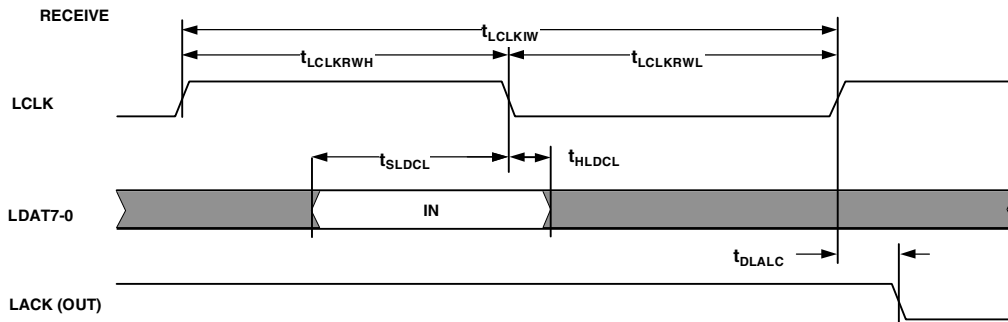 RECEIVE
tLCLKIW
tLCLKRWH
tLCLKRWL
LCLK
tSLDCL
tHLDCL
LDAT7-0
IN
tDLALC
LACK (OUT)